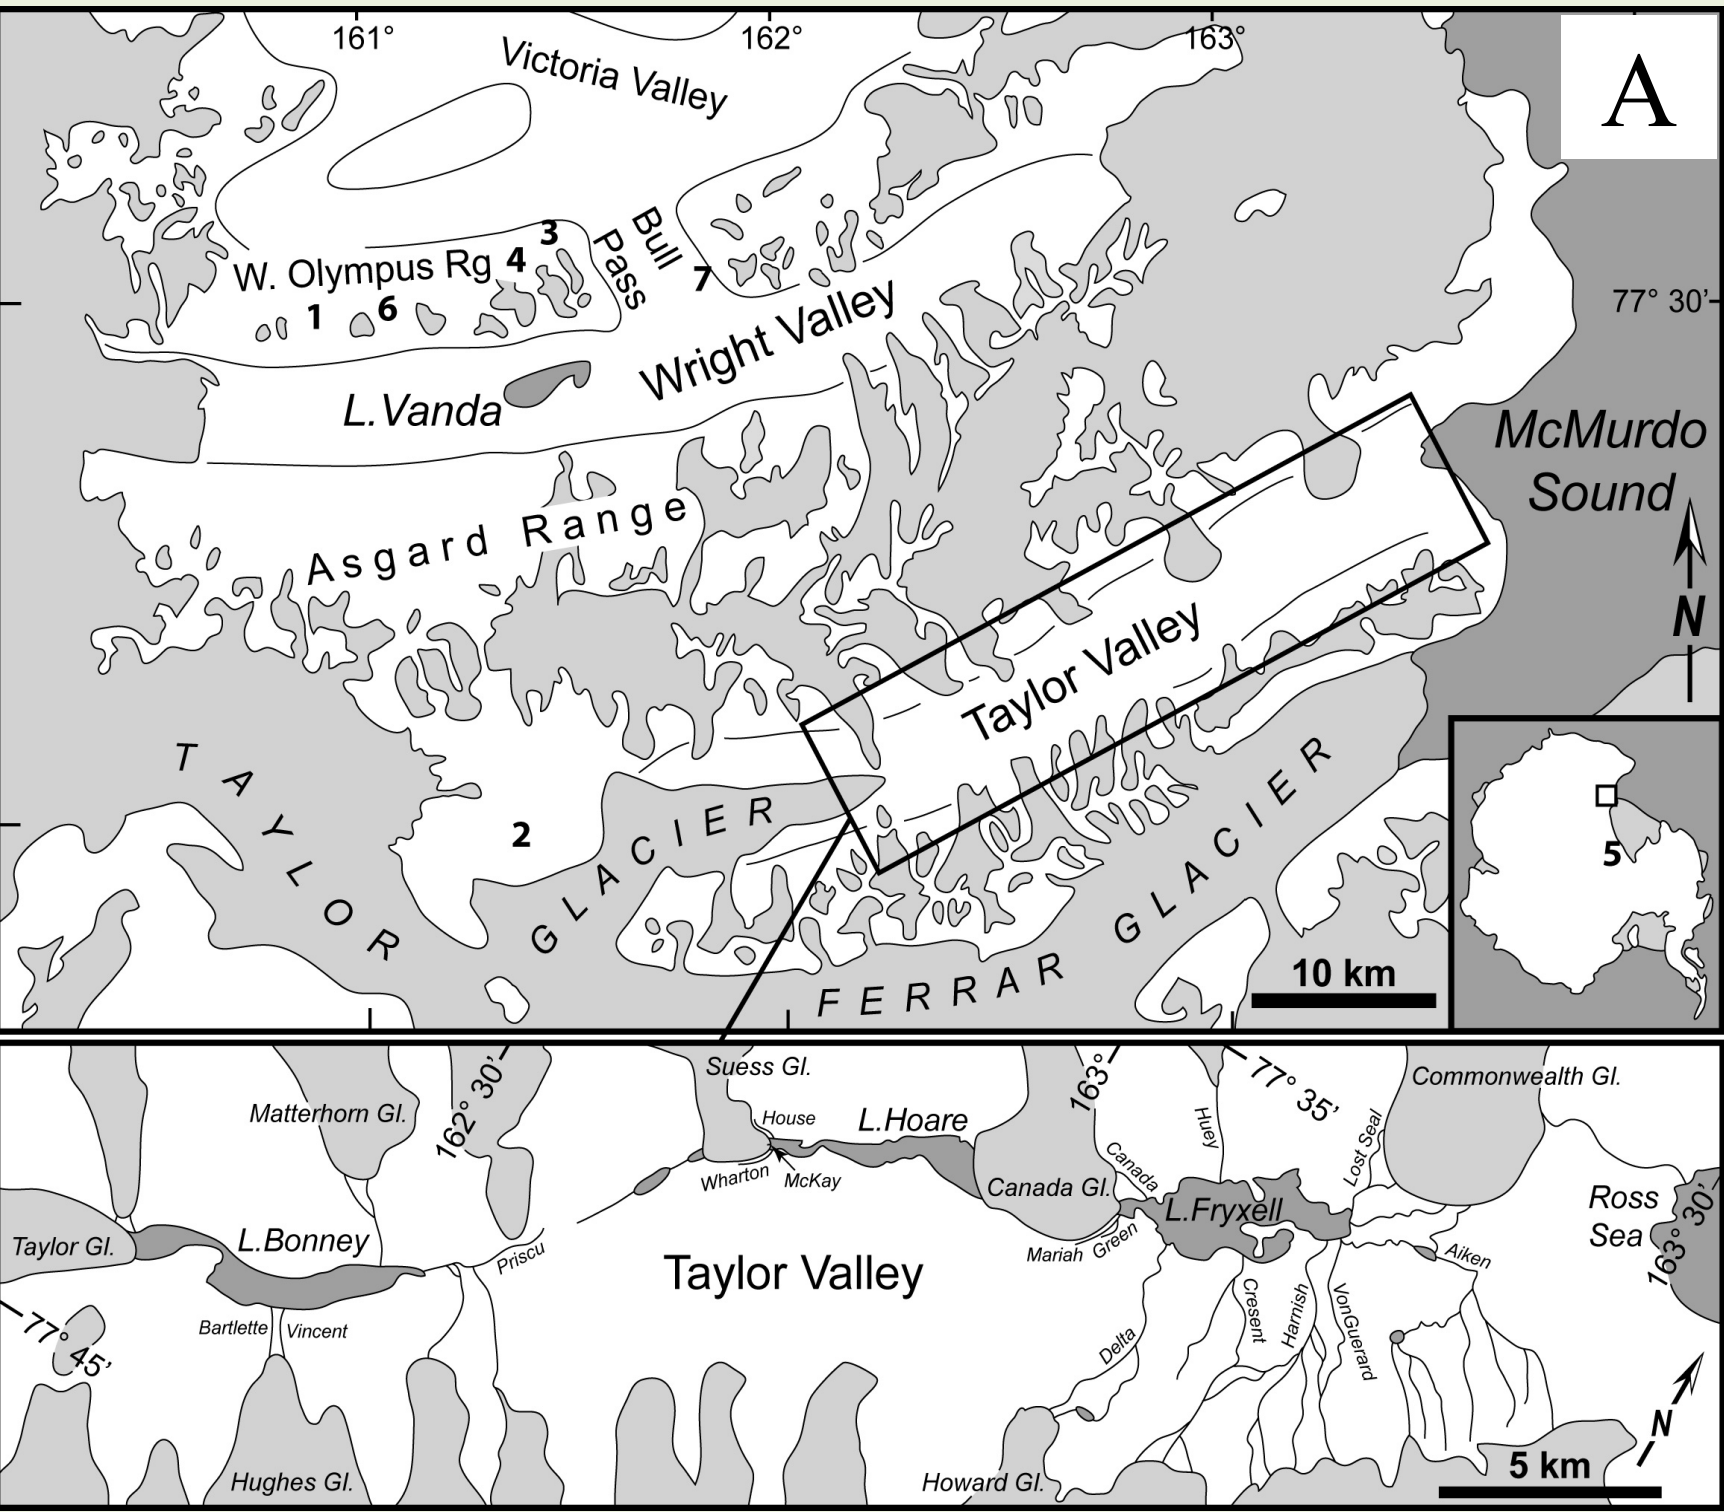 161°
162°
163°
A
Victoria Valley
Bull
Pass
3
W. Olympus Rg
4
7
1
6
77° 30'
Wright Valley
L.Vanda
McMurdo
Sound
Asgard Range
N
Taylor Valley
TAYLOR
GLACIER
2
FERRAR GLACIER
5
10 km
Suess Gl.
162° 30'
163°
77° 35'
Commonwealth Gl.
Matterhorn Gl.
House
L.Hoare
Huey
Lost Seal
Wharton
McKay
Canada
Canada Gl.
L.Fryxell
Ross
Sea
163° 30'
Taylor Gl.
L.Bonney
Priscu
Mariah
Green
Aiken
Taylor Valley
77° 45'
Bartlette
Vincent
Delta
Cresent
Harnish
VonGuerard
N
Hughes Gl.
Howard Gl.
5 km